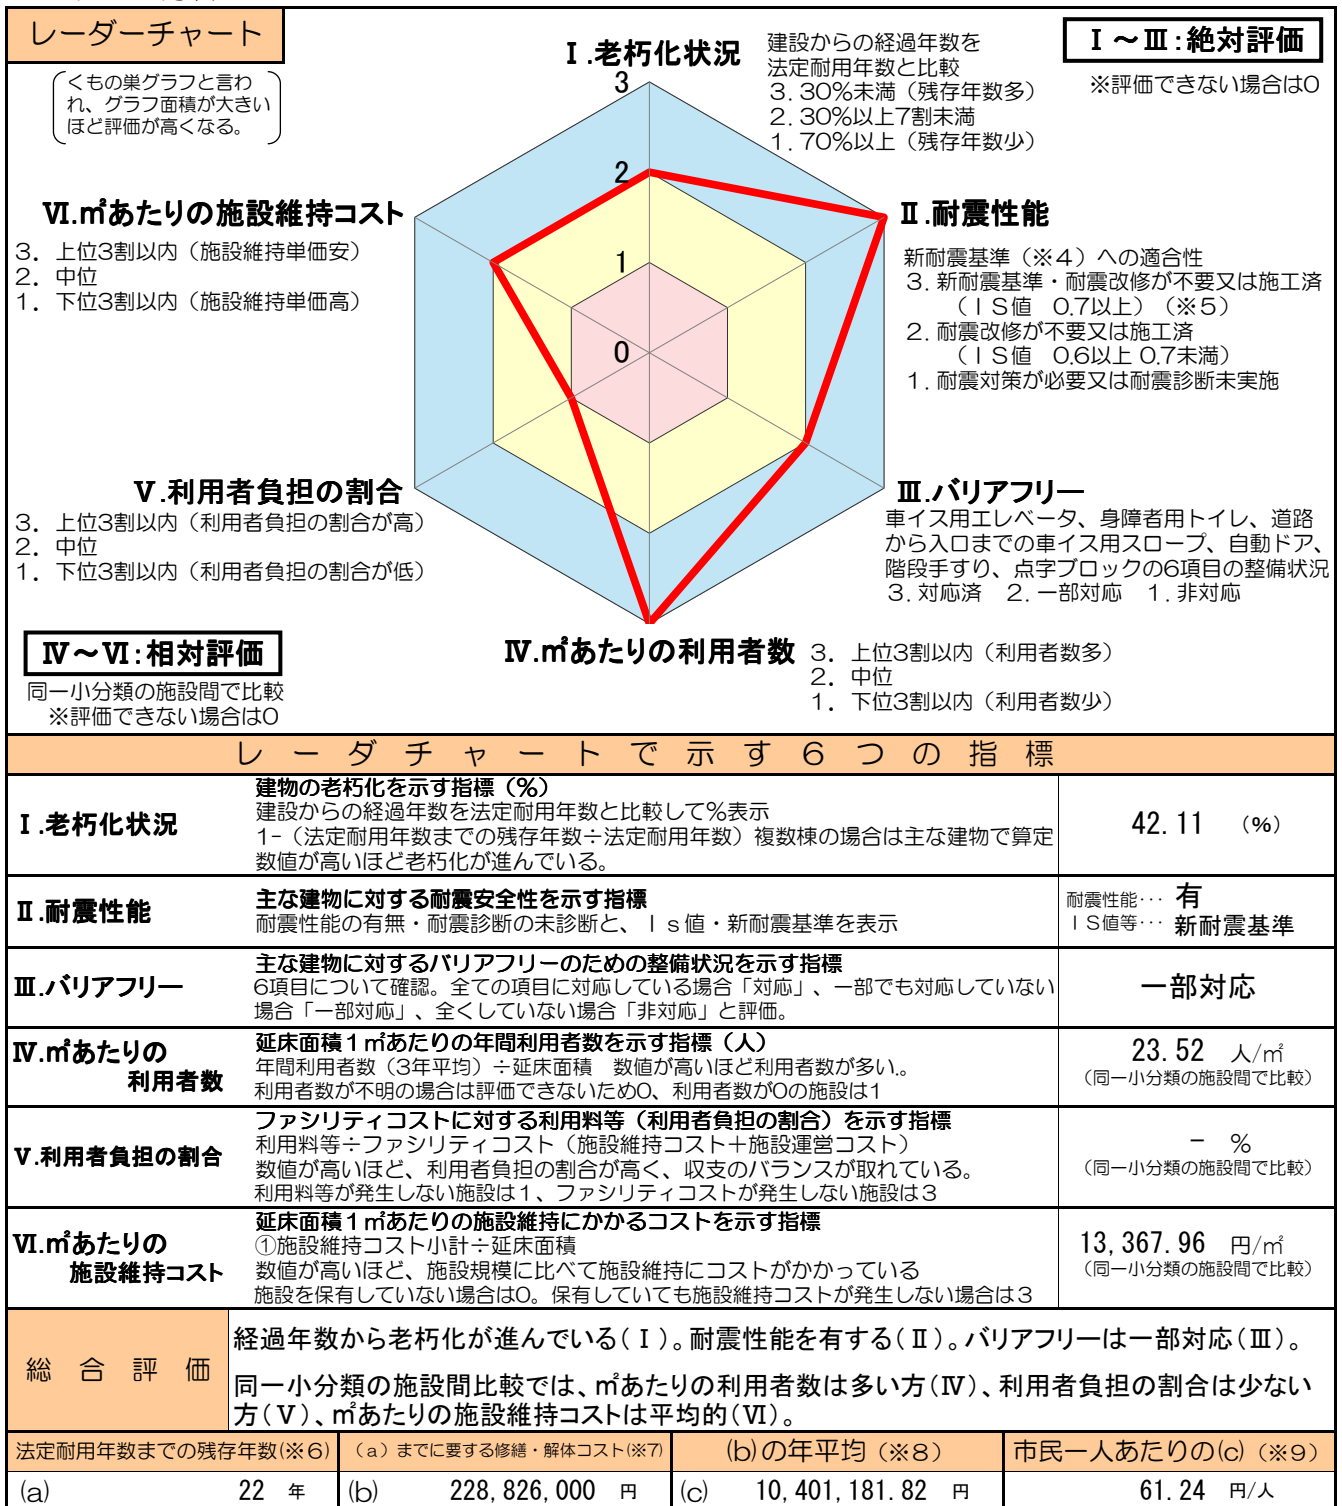 レーダーチャート
くもの巣グラフと言わ
れ、グラフ面積が大きい
ほど評価が高くなる。
Ⅰ.老朽化状況
建設からの経過年数を
法定耐用年数と比較
3. 30%未満（残存年数多）
2. 30%以上7割未満
1. 70%以上（残存年数少）
Ⅰ～Ⅲ:絶対評価
※評価できない場合は0
3
2
1
0
Ⅵ.㎡あたりの施設維持コスト
3. 上位3割以内（施設維持単価安）
2. 中位
1. 下位3割以内（施設維持単価高）
Ⅱ.耐震性能
新耐震基準（※4）への適合性
3. 新耐震基準・耐震改修が不要又は施工済
（ＩＳ値　0.7以上）（※5）
2. 耐震改修が不要又は施工済
（ＩＳ値　0.6以上 0.7未満）
1. 耐震対策が必要又は耐震診断未実施
Ⅴ.利用者負担の割合
3. 上位3割以内（利用者負担の割合が高）
2. 中位
1. 下位3割以内（利用者負担の割合が低）
Ⅲ.バリアフリー
車イス用エレベータ、身障者用トイレ、道路
から入口までの車イス用スロープ、自動ドア、
階段手すり、点字ブロックの6項目の整備状況
3. 対応済　2. 一部対応　1. 非対応
Ⅳ～Ⅵ:相対評価
同一小分類の施設間で比較
※評価できない場合は0
Ⅳ.㎡あたりの利用者数
3. 上位3割以内（利用者数多）
2. 中位
1. 下位3割以内（利用者数少）
レーダチャートで示す6つの指標
Ⅰ.老朽化状況
建物の老朽化を示す指標（%）
建設からの経過年数を法定耐用年数と比較して%表示
1-（法定耐用年数までの残存年数÷法定耐用年数）複数棟の場合は主な建物で算定
数値が高いほど老朽化が進んでいる。
42.11　（%）
Ⅱ.耐震性能
主な建物に対する耐震安全性を示す指標
耐震性能の有無・耐震診断の未診断と、Ｉｓ値・新耐震基準を表示
耐震性能… 有
ＩＳ値等… 新耐震基準
Ⅲ.バリアフリー
主な建物に対するバリアフリーのための整備状況を示す指標
6項目について確認。全ての項目に対応している場合「対応」、一部でも対応していない
場合「一部対応」、全くしていない場合「非対応」と評価。
一部対応
Ⅳ.㎡あたりの
利用者数
延床面積１㎡あたりの年間利用者数を示す指標（人）
年間利用者数（3年平均）÷延床面積　数値が高いほど利用者数が多い。
利用者数が不明の場合は評価できないため0、利用者数が0の施設は1
23.52　人/㎡
（同一小分類の施設間で比較）
Ⅴ.利用者負担の割合
ファシリティコストに対する利用料等（利用者負担の割合）を示す指標
利用料等÷ファシリティコスト（施設維持コスト＋施設運営コスト）
数値が高いほど、利用者負担の割合が高く、収支のバランスが取れている。
利用料等が発生しない施設は１、ファシリティコストが発生しない施設は３
－　%
（同一小分類の施設間で比較）
Ⅵ.㎡あたりの
施設維持コスト
延床面積１㎡あたりの施設維持にかかるコストを示す指標
①施設維持コスト小計÷延床面積
数値が高いほど、施設規模に比べて施設維持にコストがかかっている
施設を保有していない場合は0。保有していても施設維持コストが発生しない場合は３
13,367.96　円/㎡
（同一小分類の施設間で比較）
総合評価
経過年数から老朽化が進んでいる(Ⅰ)。耐震性能を有する(Ⅱ)。バリアフリーは一部対応(Ⅲ)。
同一小分類の施設間比較では、㎡あたりの利用者数は多い方(Ⅳ)、利用者負担の割合は少ない
方(Ⅴ)、㎡あたりの施設維持コストは平均的(Ⅵ)。
法定耐用年数までの残存年数(※6)
（a）までに要する修繕・解体コスト(※7)
(b)の年平均（※8）
市民一人あたりの(c)（※9）
(a)　22 年
(b)　228,826,000 円
(c)　10,401,181.82 円
61.24 円/人